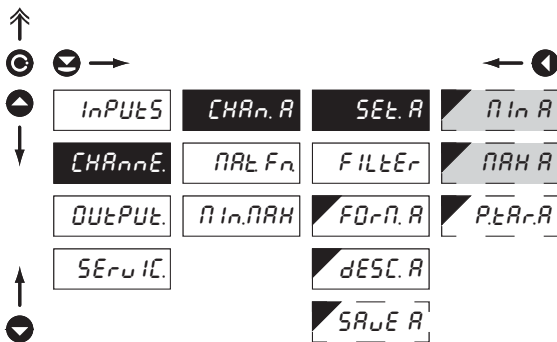 InPUtS CHAn. A SEt. A MIn A
CHAnnE. MAt. Fn. FILtEr MAX A
OUtPUt. MIn.MAX FOrM. A P.tAr.A
SErvIC. dESC. A
SAvE A